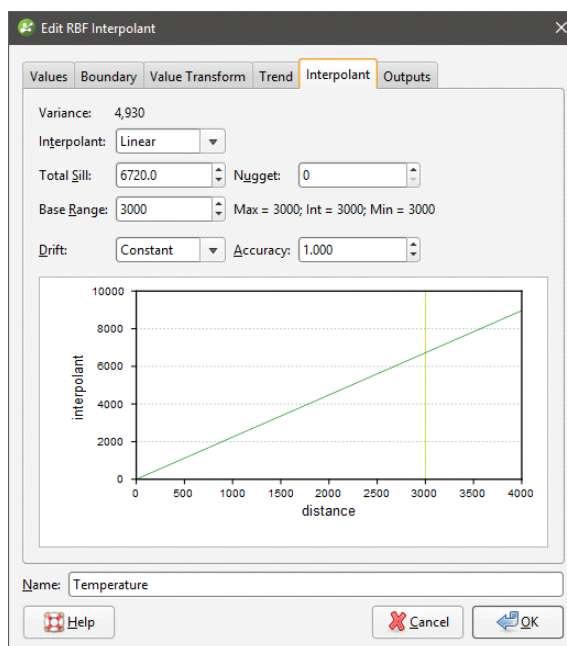 Edit RBF Interpolant
Values Boundary Value Transform Trend Interpolant Outputs
Variance: 4,930
Interpolant: Linear
Total Sill: 6720.0 Nugget: 0
Base Range: 3000 Max = 3000; Int = 3000; Min = 3000
Drift: Constant Accuracy: 1.000
10000
8000
6000
4000
2000
0
interpolant
0 500 1000 1500 2000 2500 3000 3500 4000
distance
Name: Temperature
Help Cancel OK